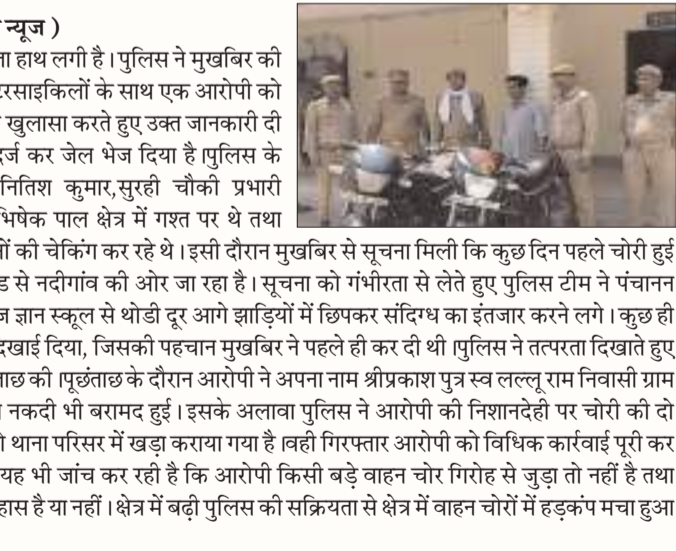 न्यूज )
हाथ लगी है। पुलिस ने मुखबिर की
के साथ एक आरोपी को
खुलासा करते हुए उक्त जानकारी दी
दर्ज कर जेल भेज दिया है।पुलिस के
नितिश कुमार,सुरही चौकी प्रभारी
पाल क्षेत्र में गश्त पर थे तथा
की चेकिंग कर रहे थे। इसी दौरान मुखबिर से सूचना मिली कि कुछ दिन पहले चोरी हुई
से नदीगांव की ओर जा रहा है। सूचना को गंभीरता से लेते हुए पुलिस टीम ने पंचानन
ज्ञान स्कूल से थोडी दूर आगे झाड़ियों में छिपकर संदिग्ध का इंतजार करने लगे। कुछ ही
दिया, जिसकी पहचान मुखबिर ने पहले ही कर दी थी।पुलिस ने तत्परता दिखाते हुए
की।पूछंताछ के दौरान आरोपी ने अपना नाम श्रीप्रकाश पुत्र स्व लल्लू राम निवासी ग्राम
नकदी भी बरामद हुई। इसके अलावा पुलिस ने आरोपी की निशानदेही पर चोरी की दो
थाना परिसर में खड़ा कराया गया है।वही गिरफ्तार आरोपी को विधिक कार्रवाई पूरी कर
यह भी जांच कर रही है कि आरोपी किसी बड़े वाहन चोर गिरोह से जुड़ा तो नहीं है तथा
है या नहीं। क्षेत्र में बढ़ी पुलिस की सक्रियता से क्षेत्र में वाहन चोरों में हड़कंप मचा हुआ